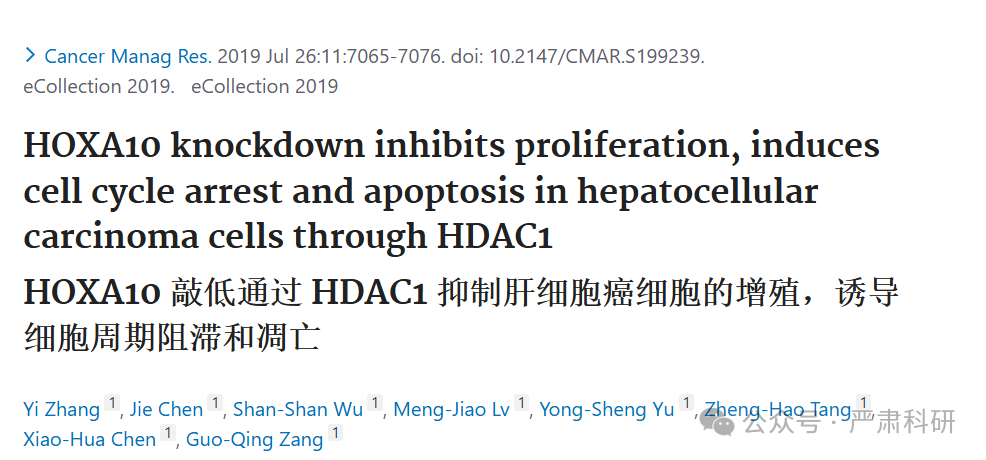 Cancer Manag Res. 2019 Jul 26:11:7065-7076. doi: 10.2147/CMAR.S199239.
eCollection 2019. eCollection 2019
HOXA10 knockdown inhibits proliferation, induces
cell cycle arrest and apoptosis in hepatocellular
carcinoma cells through HDAC1
HOXA10 敲低通过 HDAC1 抑制肝细胞癌细胞的增殖，诱导
细胞周期阻滞和凋亡
Yi Zhang 1, Jie Chen 1, Shan-Shan Wu 1, Meng-Jiao Lv 1, Yong-Sheng Yu 1, Zheng-Hao Tang 1,
Xiao-Hua Chen 1, Guo-Qing Zang 1
公众号 · 严肃科研